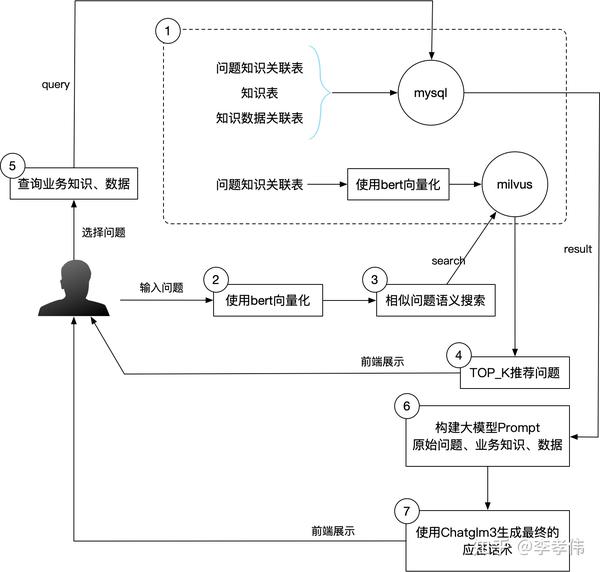 1
问题知识关联表
知识表
知识数据关联表
mysql
query
5
查询业务知识、数据
问题知识关联表
使用bert向量化
milvus
选择问题
search
result
输入问题
2
使用bert向量化
3
相似问题语义搜索
4
TOP_K推荐问题
前端展示
6
构建大模型Prompt
原始问题、业务知识、数据
7
使用Chatglm3生成最终的
应答话术
前端展示
知乎 @李孝伟